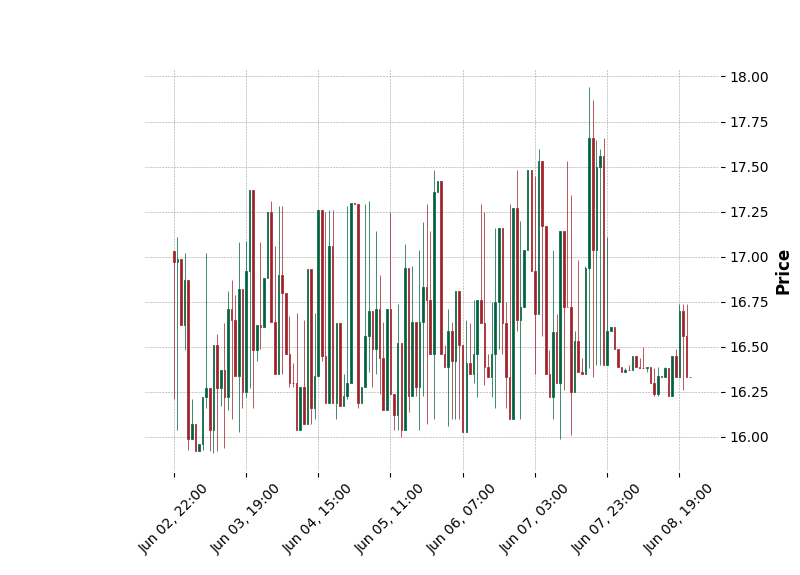 18.00
17.75
17.50
17.25
17.00
16.75
16.50
16.25
16.00
Price
Jun 02, 22:00
Jun 03, 19:00
Jun 04, 15:00
Jun 05, 11:00
Jun 06, 07:00
Jun 07, 03:00
Jun 07, 23:00
Jun 08, 19:00